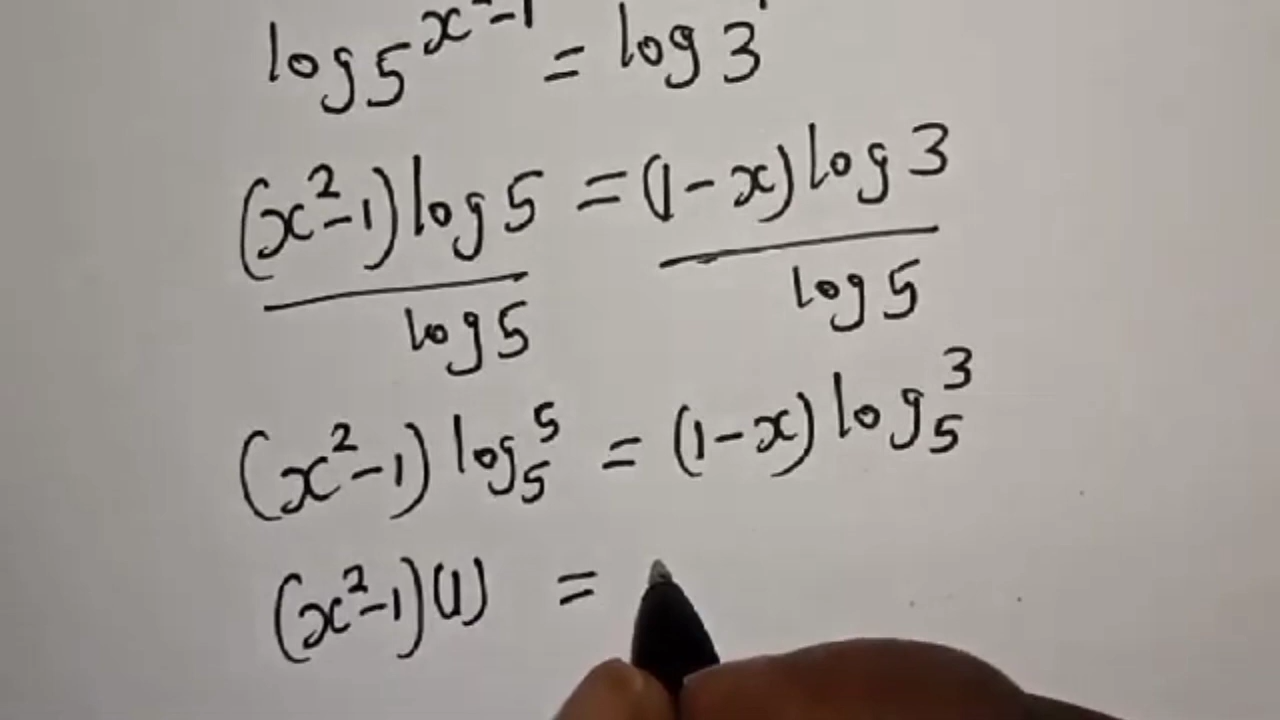 log 5^x²-1 = log 3
(x²-1) log 5 = (1-x) log 3
log 5 log 5
(x²-1) log₅⁵ = (1-x) log₅³
(x²-1)(1) =